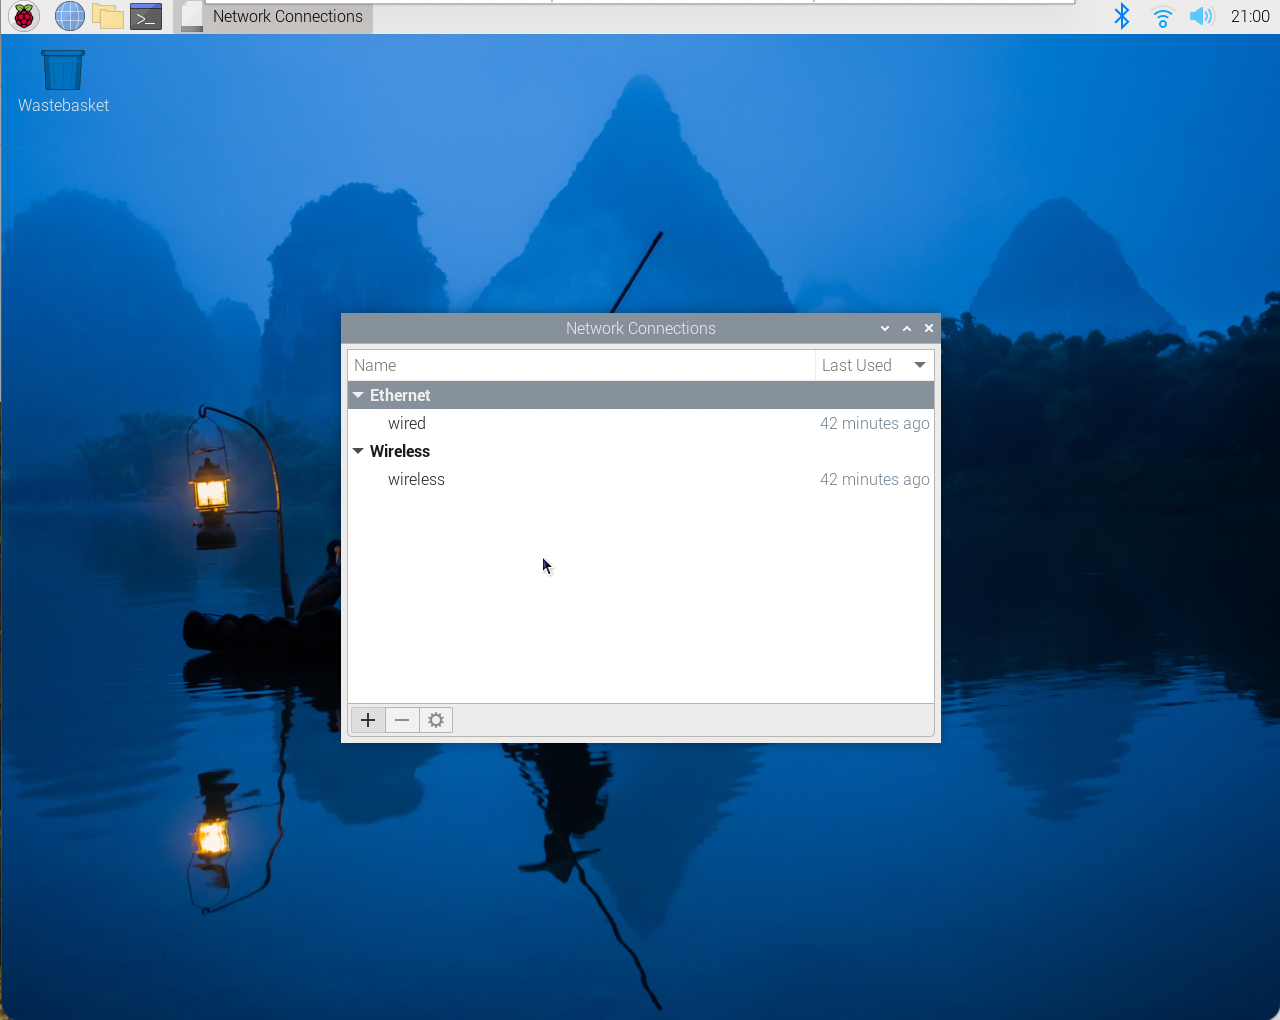 Network Connections
21:00
Wastebasket
Network Connections
Name Last Used
Ethernet
wired 42 minutes ago
Wireless
wireless 42 minutes ago